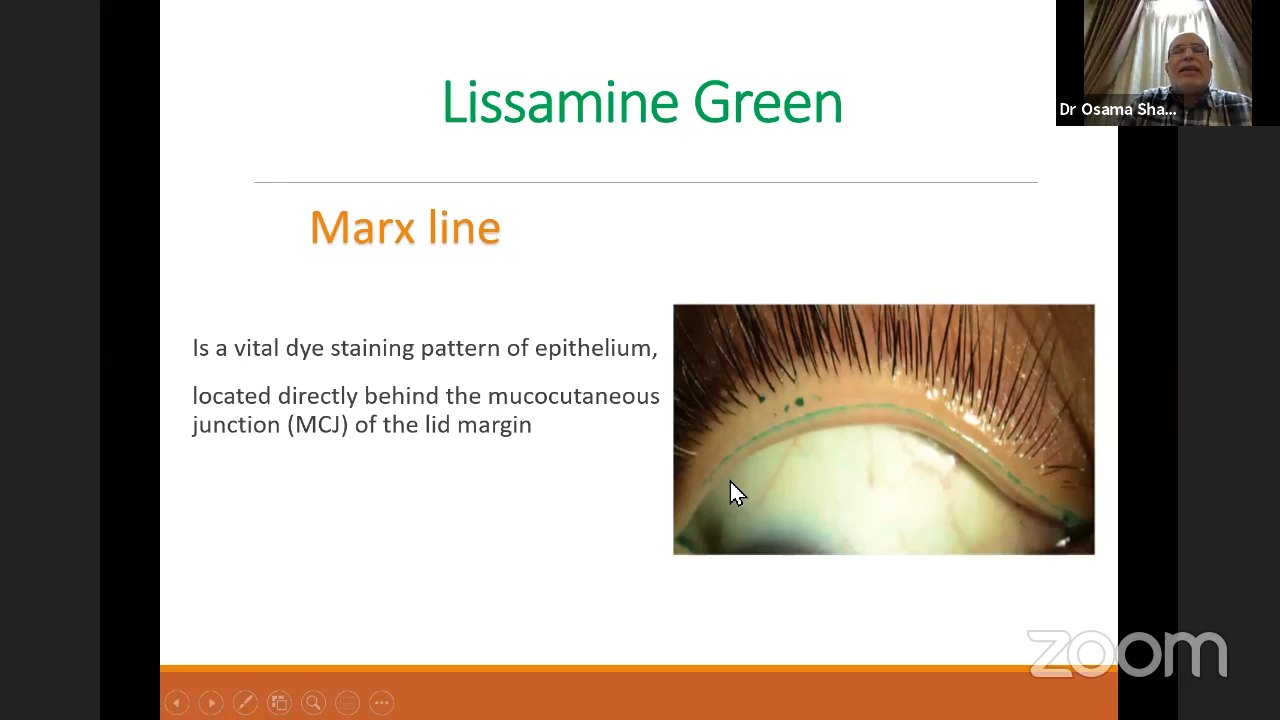 Lissamine Green
Dr Osama Sha...
Marx line
Is a vital dye staining pattern of epithelium,
located directly behind the mucocutaneous
junction (MCJ) of the lid margin
zoom